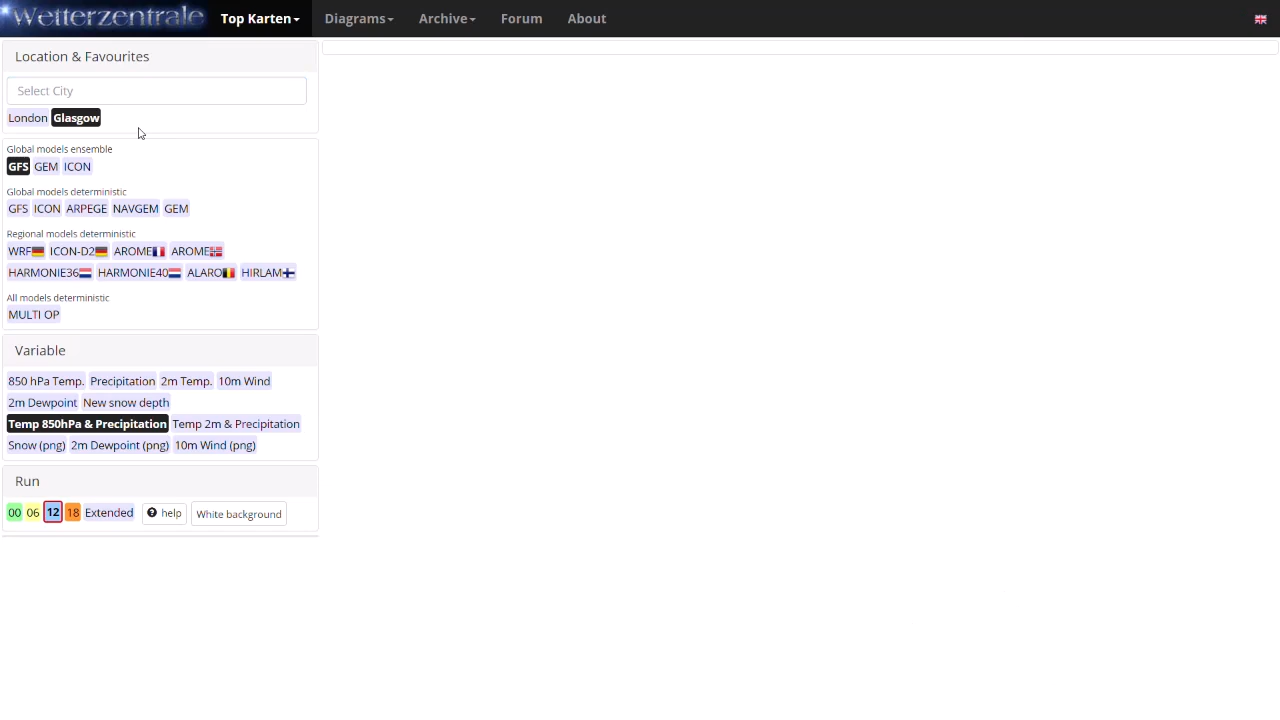 Wetterzentrale Top Karten Diagrams Archive Forum About
Location & Favourites
Select City
London Glasgow
Global models ensemble
GFS GEM ICON
Global models deterministic
GFS ICON ARPEGE NAVGEM GEM
Regional models deterministic
WRF ICON-D2 AROME AROME
HARMONIE36 HARMONIE40 ALARO HIRLAM
All models deterministic
MULTI OP
Variable
850 hPa Temp. Precipitation 2m Temp. 10m Wind
2m Dewpoint New snow depth
Temp 850hPa & Precipitation Temp 2m & Precipitation
Snow (png) 2m Dewpoint (png) 10m Wind (png)
Run
00 06 12 18 Extended help White background